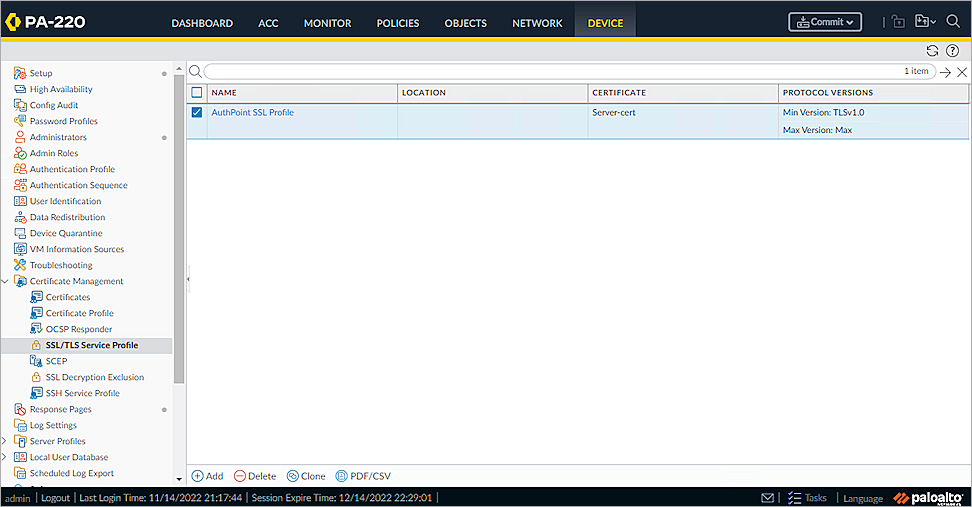 PA-220
DASHBOARD ACC MONITOR POLICIES OBJECTS NETWORK DEVICE Commit
1 item
Setup
High Availability
Config Audit
Password Profiles
Administrators
Admin Roles
Authentication Profile
Authentication Sequence
User Identification
Data Redistribution
Device Quarantine
VM Information Sources
Troubleshooting
Certificate Management
Certificates
Certificate Profile
OCSP Responder
SSL/TLS Service Profile
SCEP
SSL Decryption Exclusion
SSH Service Profile
Response Pages
Log Settings
Server Profiles
Local User Database
Scheduled Log Export
NAME LOCATION CERTIFICATE PROTOCOL VERSIONS
AuthPoint SSL Profile Server-cert Min Version: TLSv1.0
Max Version: Max
Add Delete Clone PDF/CSV
admin | Logout | Last Login Time: 11/14/2022 21:17:44 | Session Expire Time: 12/14/2022 22:29:01 | Tasks | Language paloalto
NETWORKS